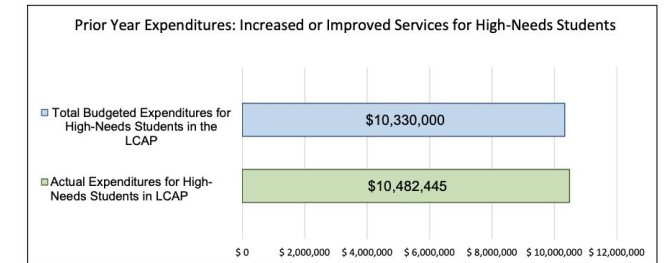 Prior Year Expenditures: Increased or Improved Services for High-Needs Students
Total Budgeted Expenditures for
High-Needs Students in the
LCAP
$10,330,000
Actual Expenditures for High-
Needs Students in LCAP
$10,482,445
$ 0 $ 2,000,000 $ 4,000,000 $ 6,000,000 $ 8,000,000 $ 10,000,000 $ 12,000,000